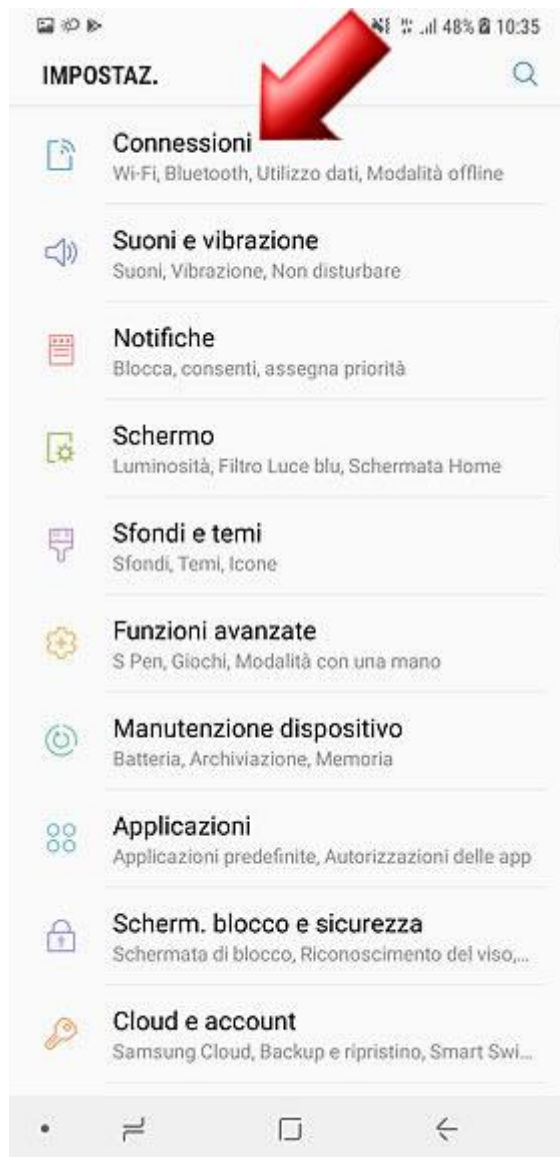 48% 10:35
IMPOSTAZ.
Connessioni
Wi-Fi, Bluetooth, Utilizzo dati, Modalità offline
Suoni e vibrazione
Suoni, Vibrazione, Non disturbare
Notifiche
Blocca, consenti, assegna priorità
Schermo
Luminosità, Filtro Luce blu, Schermata Home
Sfondi e temi
Sfondi, Temi, Icone
Funzioni avanzate
S Pen, Giochi, Modalità con una mano
Manutenzione dispositivo
Batteria, Archiviazione, Memoria
Applicazioni
Applicazioni predefinite, Autorizzazioni delle app
Scherm. blocco e sicurezza
Schermata di blocco, Riconoscimento del viso,...
Cloud e account
Samsung Cloud, Backup e ripristino, Smart Swi...